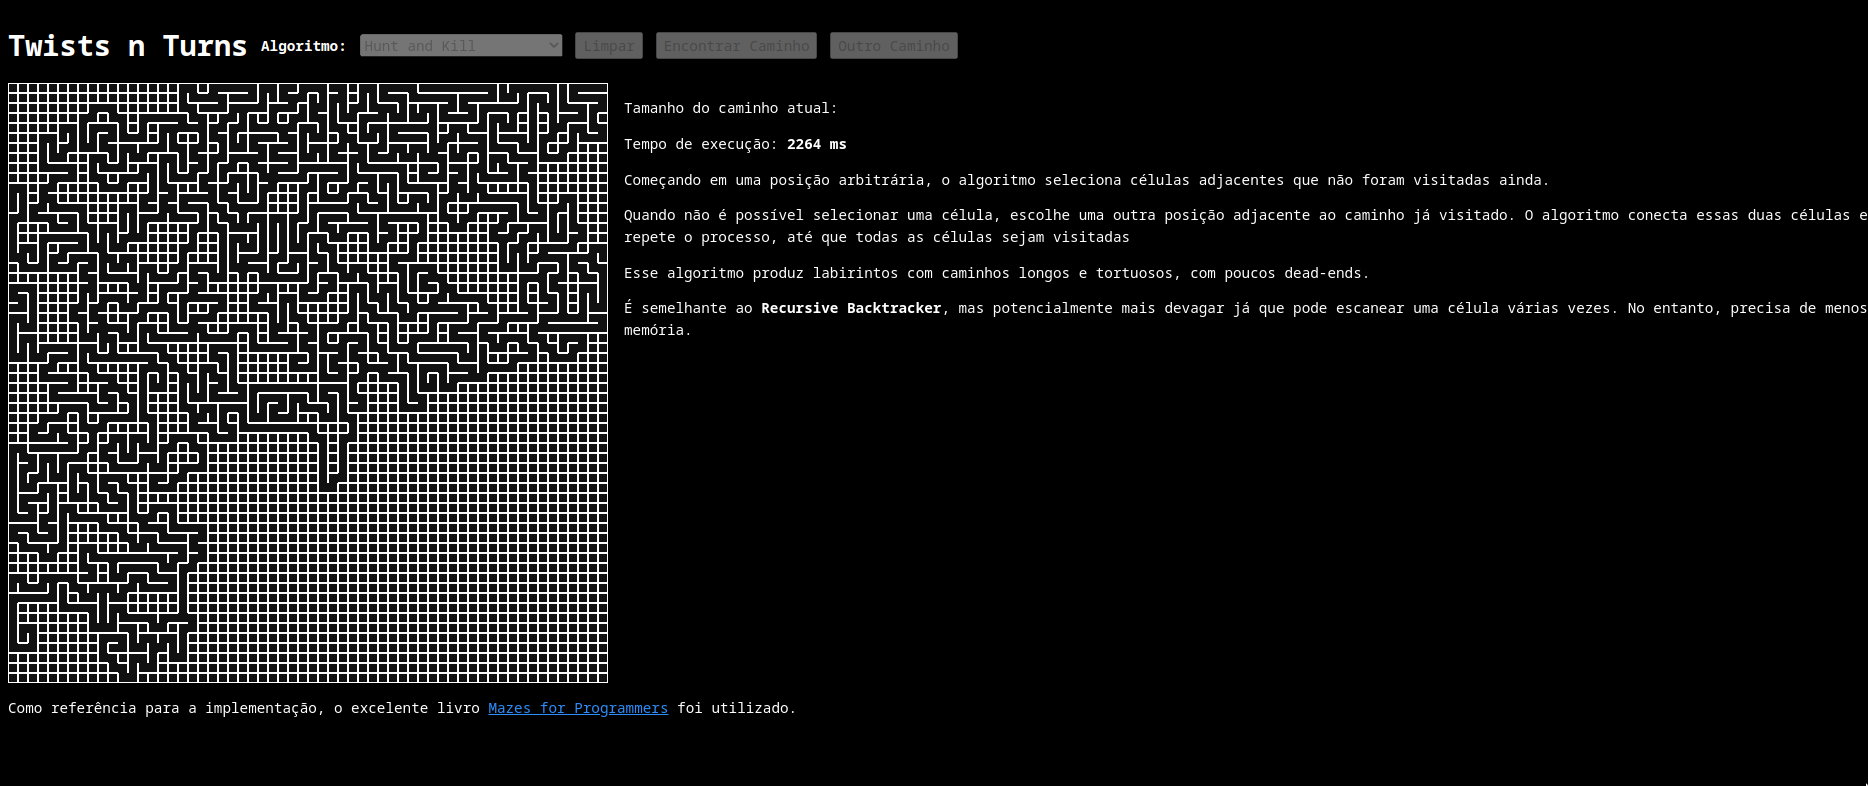 Twists n Turns Algoritmo: Hunt and Kill Limpar Encontrar Caminho Outro Caminho
Tamanho do caminho atual:
Tempo de execução: 2264 ms
Começando em uma posição arbitrária, o algoritmo seleciona células adjacentes que não foram visitadas ainda.
Quando não é possível selecionar uma célula, escolhe uma outra posição adjacente ao caminho já visitado. O algoritmo conecta essas duas células e
repete o processo, até que todas as células sejam visitadas
Esse algoritmo produz labirintos com caminhos longos e tortuosos, com poucos dead-ends.
É semelhante ao Recursive Backtracker, mas potencialmente mais devagar já que pode escanear uma célula várias vezes. No entanto, precisa de menos
memória.
Como referência para a implementação, o excelente livro Mazes for Programmers foi utilizado.